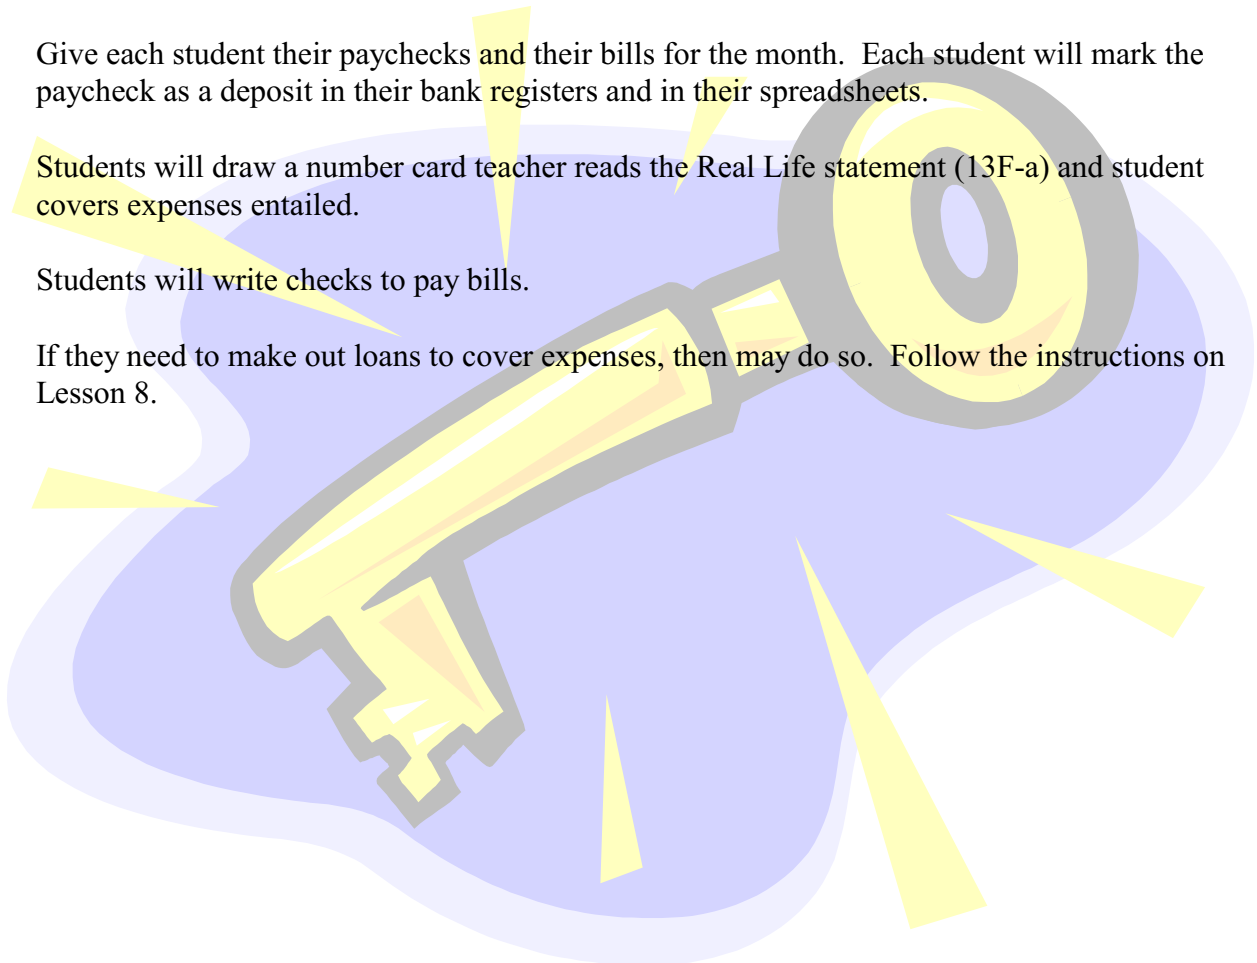 Give each student their paychecks and their bills for the month.  Each student will mark the
paycheck as a deposit in their bank registers and in their spreadsheets.
Students will draw a number card teacher reads the Real Life statement (13F-a) and student
covers expenses entailed.
Students will write checks to pay bills.
If they need to make out loans to cover expenses, then may do so.  Follow the instructions on
Lesson 8.